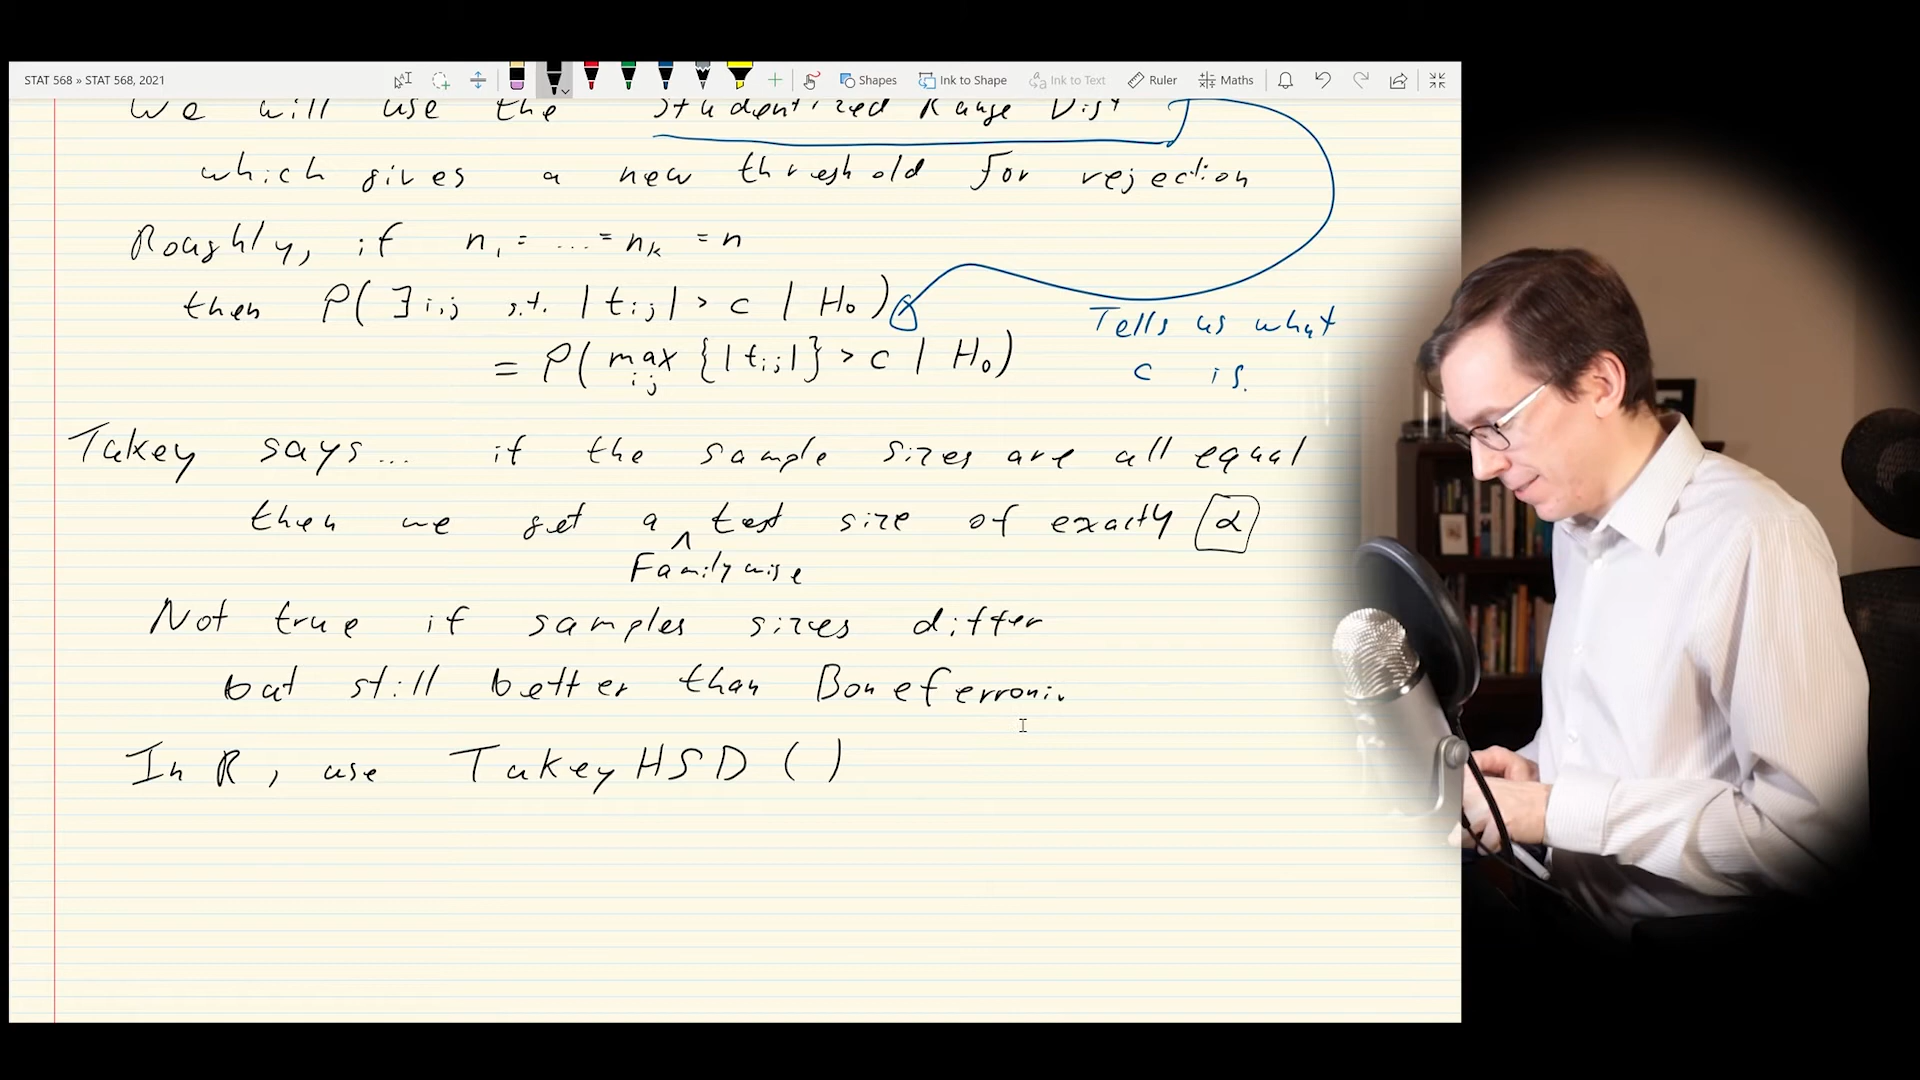 STAT 568 » STAT 568, 2021
Shapes Ink to Shape Ink to Text Ruler Maths
We will use the Studentized Range Dist
which gives a new threshold for rejection
Roughly, if n₁ = ... = nₖ = n
then P( ∃ i,j s.t. |tᵢⱼ| > c | H₀ )
Tells us what
= P( max {|tᵢⱼ|} > c | H₀ )
ij
c is.
Tukey says... if the sample sizes are all equal
then we get a ^ test size of exactly α
Familywise
Not true if samples sizes differ
but still better than Boneferroni.
In R, use TukeyHSD ( )